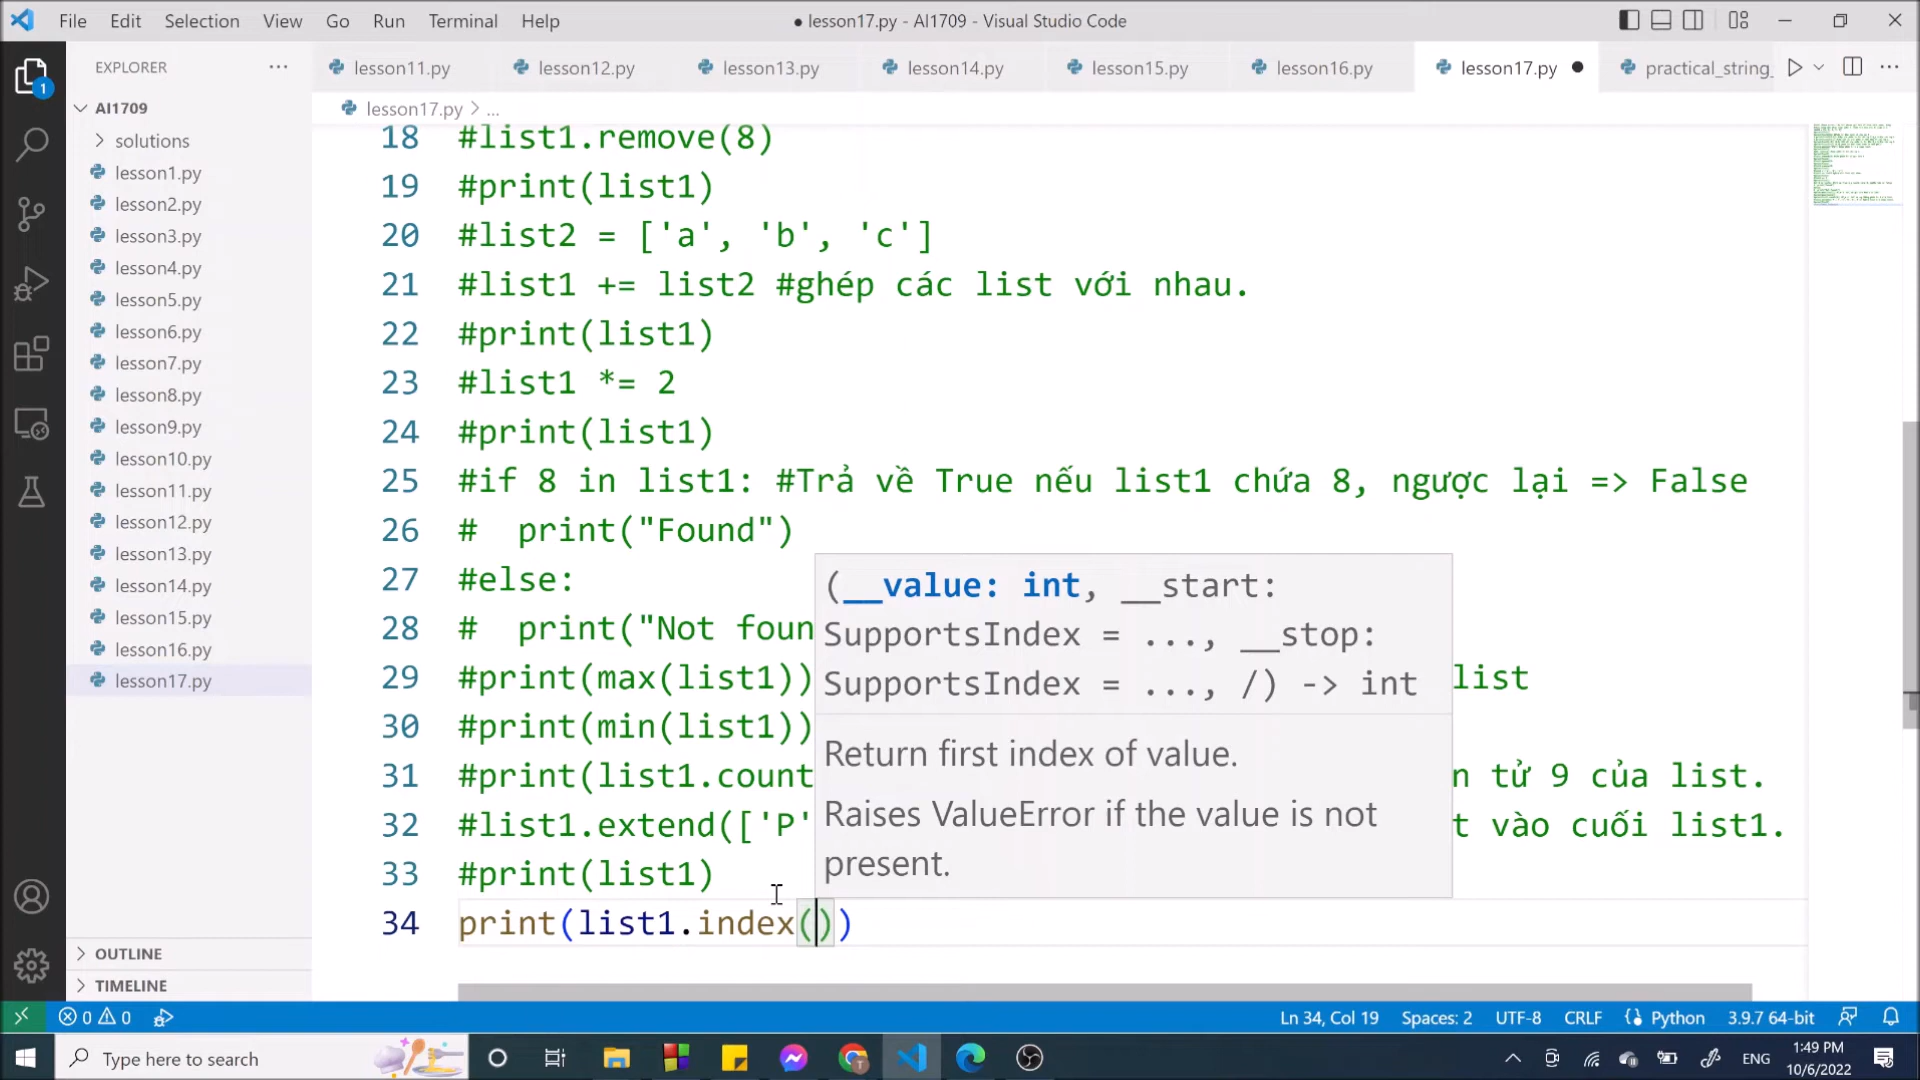 File Edit Selection View Go Run Terminal Help
● lesson17.py - AI1709 - Visual Studio Code
EXPLORER
lesson11.py
lesson12.py
lesson13.py
lesson14.py
lesson15.py
lesson16.py
lesson17.py
practical_string_
AI1709
lesson17.py > ...
solutions
lesson1.py
lesson2.py
lesson3.py
lesson4.py
lesson5.py
lesson6.py
lesson7.py
lesson8.py
lesson9.py
lesson10.py
lesson11.py
lesson12.py
lesson13.py
lesson14.py
lesson15.py
lesson16.py
lesson17.py
OUTLINE
TIMELINE
1
18 #list1.remove(8)
19 #print(list1)
20 #list2 = ['a', 'b', 'c']
21 #list1 += list2 #ghép các list với nhau.
22 #print(list1)
23 #list1 *= 2
24 #print(list1)
25 #if 8 in list1: #Trả về True nếu list1 chứa 8, ngược lại => False
26 # print("Found")
27 #else:
28 # print("Not foun
29 #print(max(list1)) list
30 #print(min(list1))
31 #print(list1.count n tử 9 của list.
32 #list1.extend(['P' t vào cuối list1.
33 #print(list1)
34 print(list1.index())
(__value: int, __start:
SupportsIndex = ..., __stop:
SupportsIndex = ..., /) -> int
Return first index of value.
Raises ValueError if the value is not
present.
0 0
Ln 34, Col 19 Spaces: 2 UTF-8 CRLF Python 3.9.7 64-bit
Type here to search
ENG
1:49 PM
10/6/2022